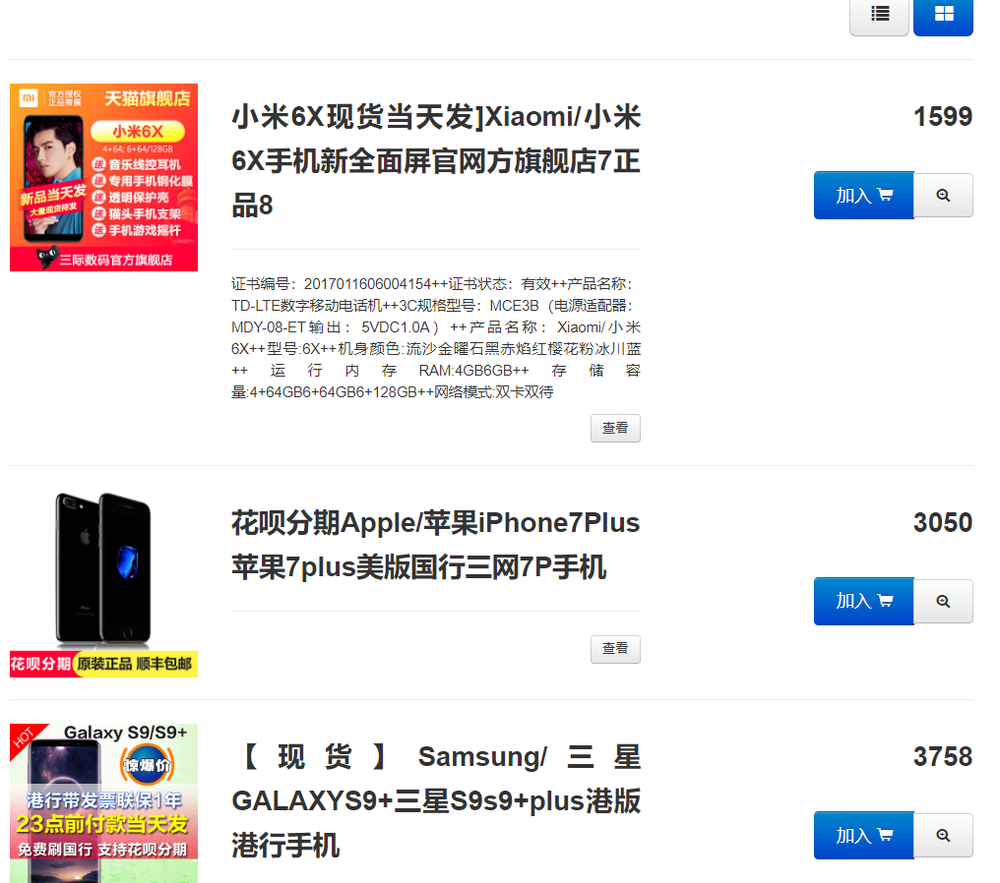 官方授权
正品带票
天猫旗舰店
小米6X
4+64; 6+64/128GB
送 音乐线控耳机
送 专用手机钢化膜
送 透明保护壳
送 猫头手机支架
送 手机游戏摇杆
新品当天发
大量现货待发
三际数码官方旗舰店
小米6X现货当天发]Xiaomi/小米
6X手机新全面屏官网方旗舰店7正
品8
1599
加入
证书编号：2017011606004154++证书状态：有效++产品名称：
TD-LTE数字移动电话机++3C规格型号：MCE3B（电源适配器：
MDY-08-ET输出：5VDC1.0A）++产品名称：Xiaomi/小米
6X++型号:6X++机身颜色:流沙金曜石黑赤焰红樱花粉冰川蓝
++运行内存RAM:4GB6GB++存储容
量:4+64GB6+64GB6+128GB++网络模式:双卡双待
查看
花呗分期 原装正品 顺丰包邮
花呗分期Apple/苹果iPhone7Plus
苹果7plus美版国行三网7P手机
3050
加入
查看
HOT
Galaxy S9/S9+
惊爆价
港行带发票联保1年
23点前付款当天发
免费刷国行 支持花呗分期
【现货】Samsung/三星
GALAXYS9+三星S9s9+plus港版
港行手机
3758
加入